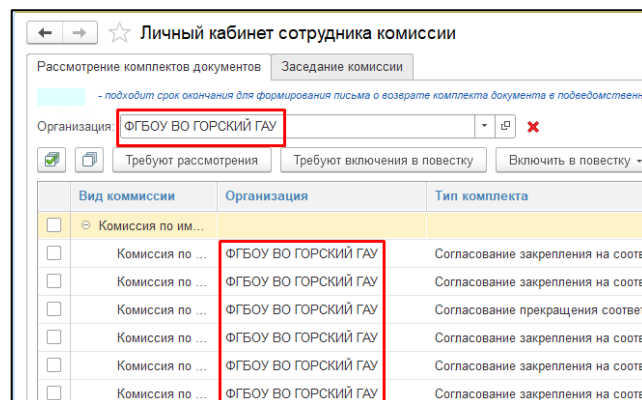 Личный кабинет сотрудника комиссии
Рассмотрение комплектов документов Заседание комиссии
- подходит срок окончания для формирования письма о возврате комплекта документа в подведомственн
Организация: ФГБОУ ВО ГОРСКИЙ ГАУ
Требуют рассмотрения Требуют включения в повестку Включить в повестку
Вид коммиссии Организация Тип комплекта
Комиссия по им...
Комиссия по ... ФГБОУ ВО ГОРСКИЙ ГАУ Согласование закрепления на соотв
Комиссия по ... ФГБОУ ВО ГОРСКИЙ ГАУ Согласование закрепления на соотв
Комиссия по ... ФГБОУ ВО ГОРСКИЙ ГАУ Согласование прекращения соответ
Комиссия по ... ФГБОУ ВО ГОРСКИЙ ГАУ Согласование закрепления на соотв
Комиссия по ... ФГБОУ ВО ГОРСКИЙ ГАУ Согласование закрепления на соотв
Комиссия по ... ФГБОУ ВО ГОРСКИЙ ГАУ Согласование закрепления на соотв